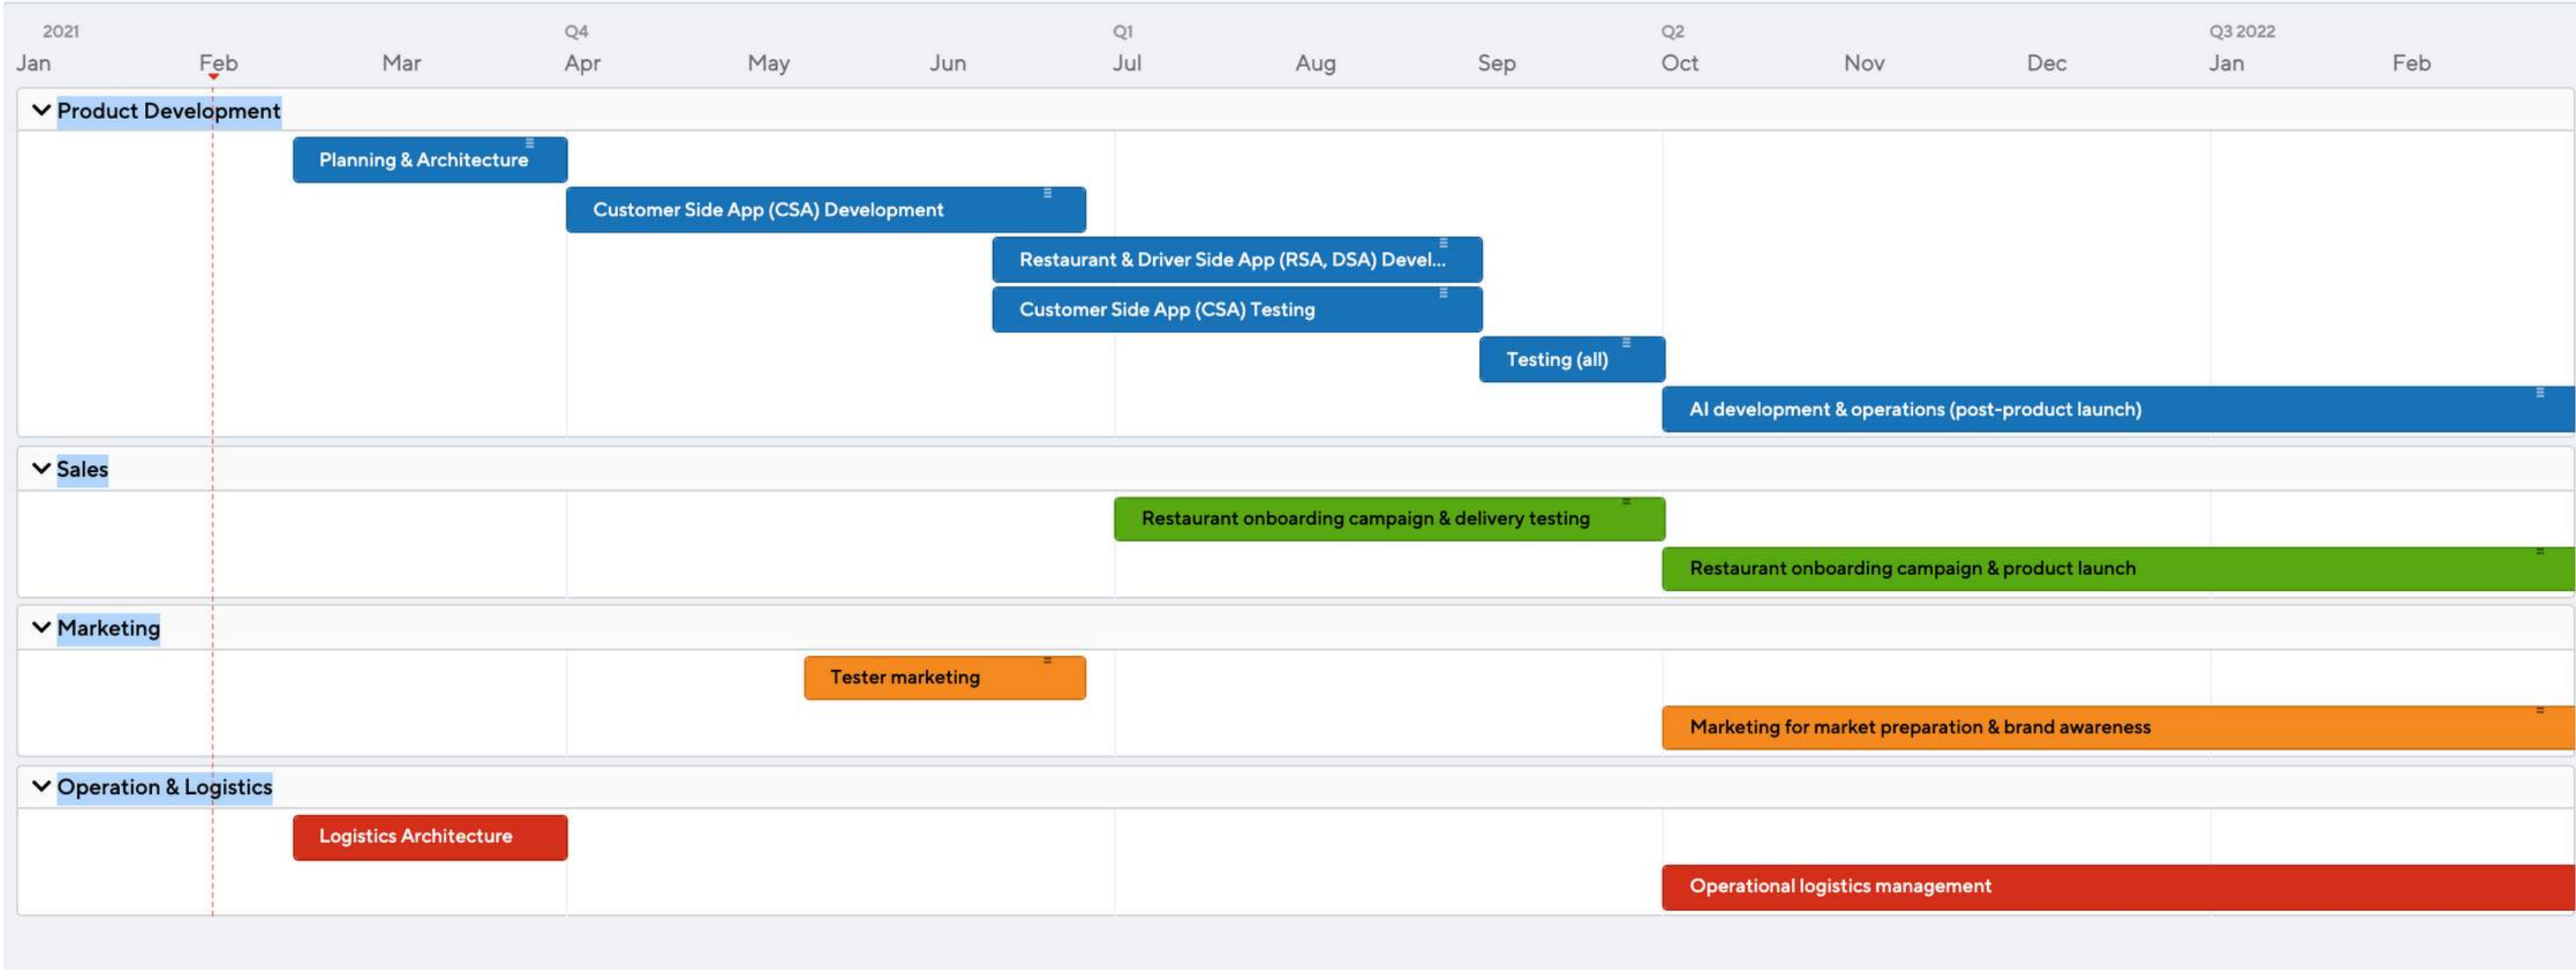 2021 Q4 Q1 Q2 Q3 2022
Jan Feb Mar Apr May Jun Jul Aug Sep Oct Nov Dec Jan Feb
Product Development
Planning & Architecture
Customer Side App (CSA) Development
Restaurant & Driver Side App (RSA, DSA) Devel...
Customer Side App (CSA) Testing
Testing (all)
AI development & operations (post-product launch)
Sales
Restaurant onboarding campaign & delivery testing
Restaurant onboarding campaign & product launch
Marketing
Tester marketing
Marketing for market preparation & brand awareness
Operation & Logistics
Logistics Architecture
Operational logistics management